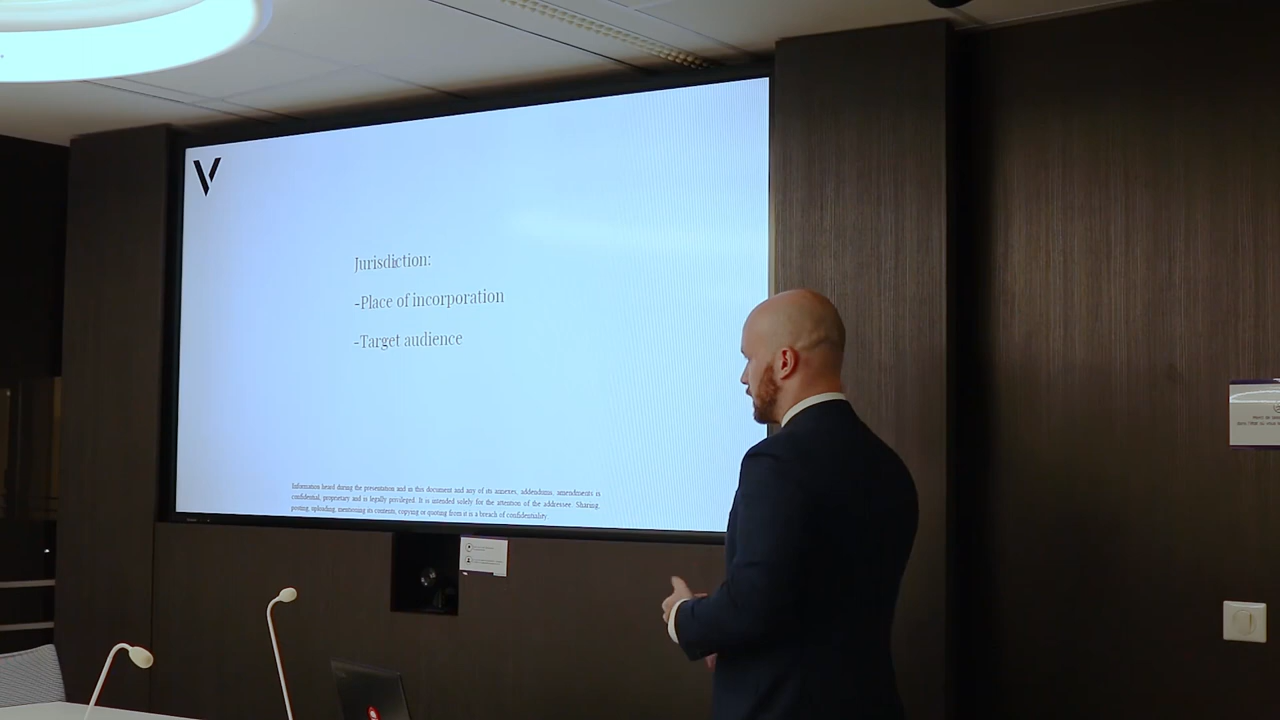 V
Jurisdiction:
-Place of incorporation
-Target audience
Information heard during the presentation and in this document and any of its annexes, addendums, amendments is
confidential, proprietary and is legally privileged. It is intended solely for the attention of the addressee. Sharing,
posting, uploading, mentioning its contents, copying or quoting from it is a breach of confidentiality